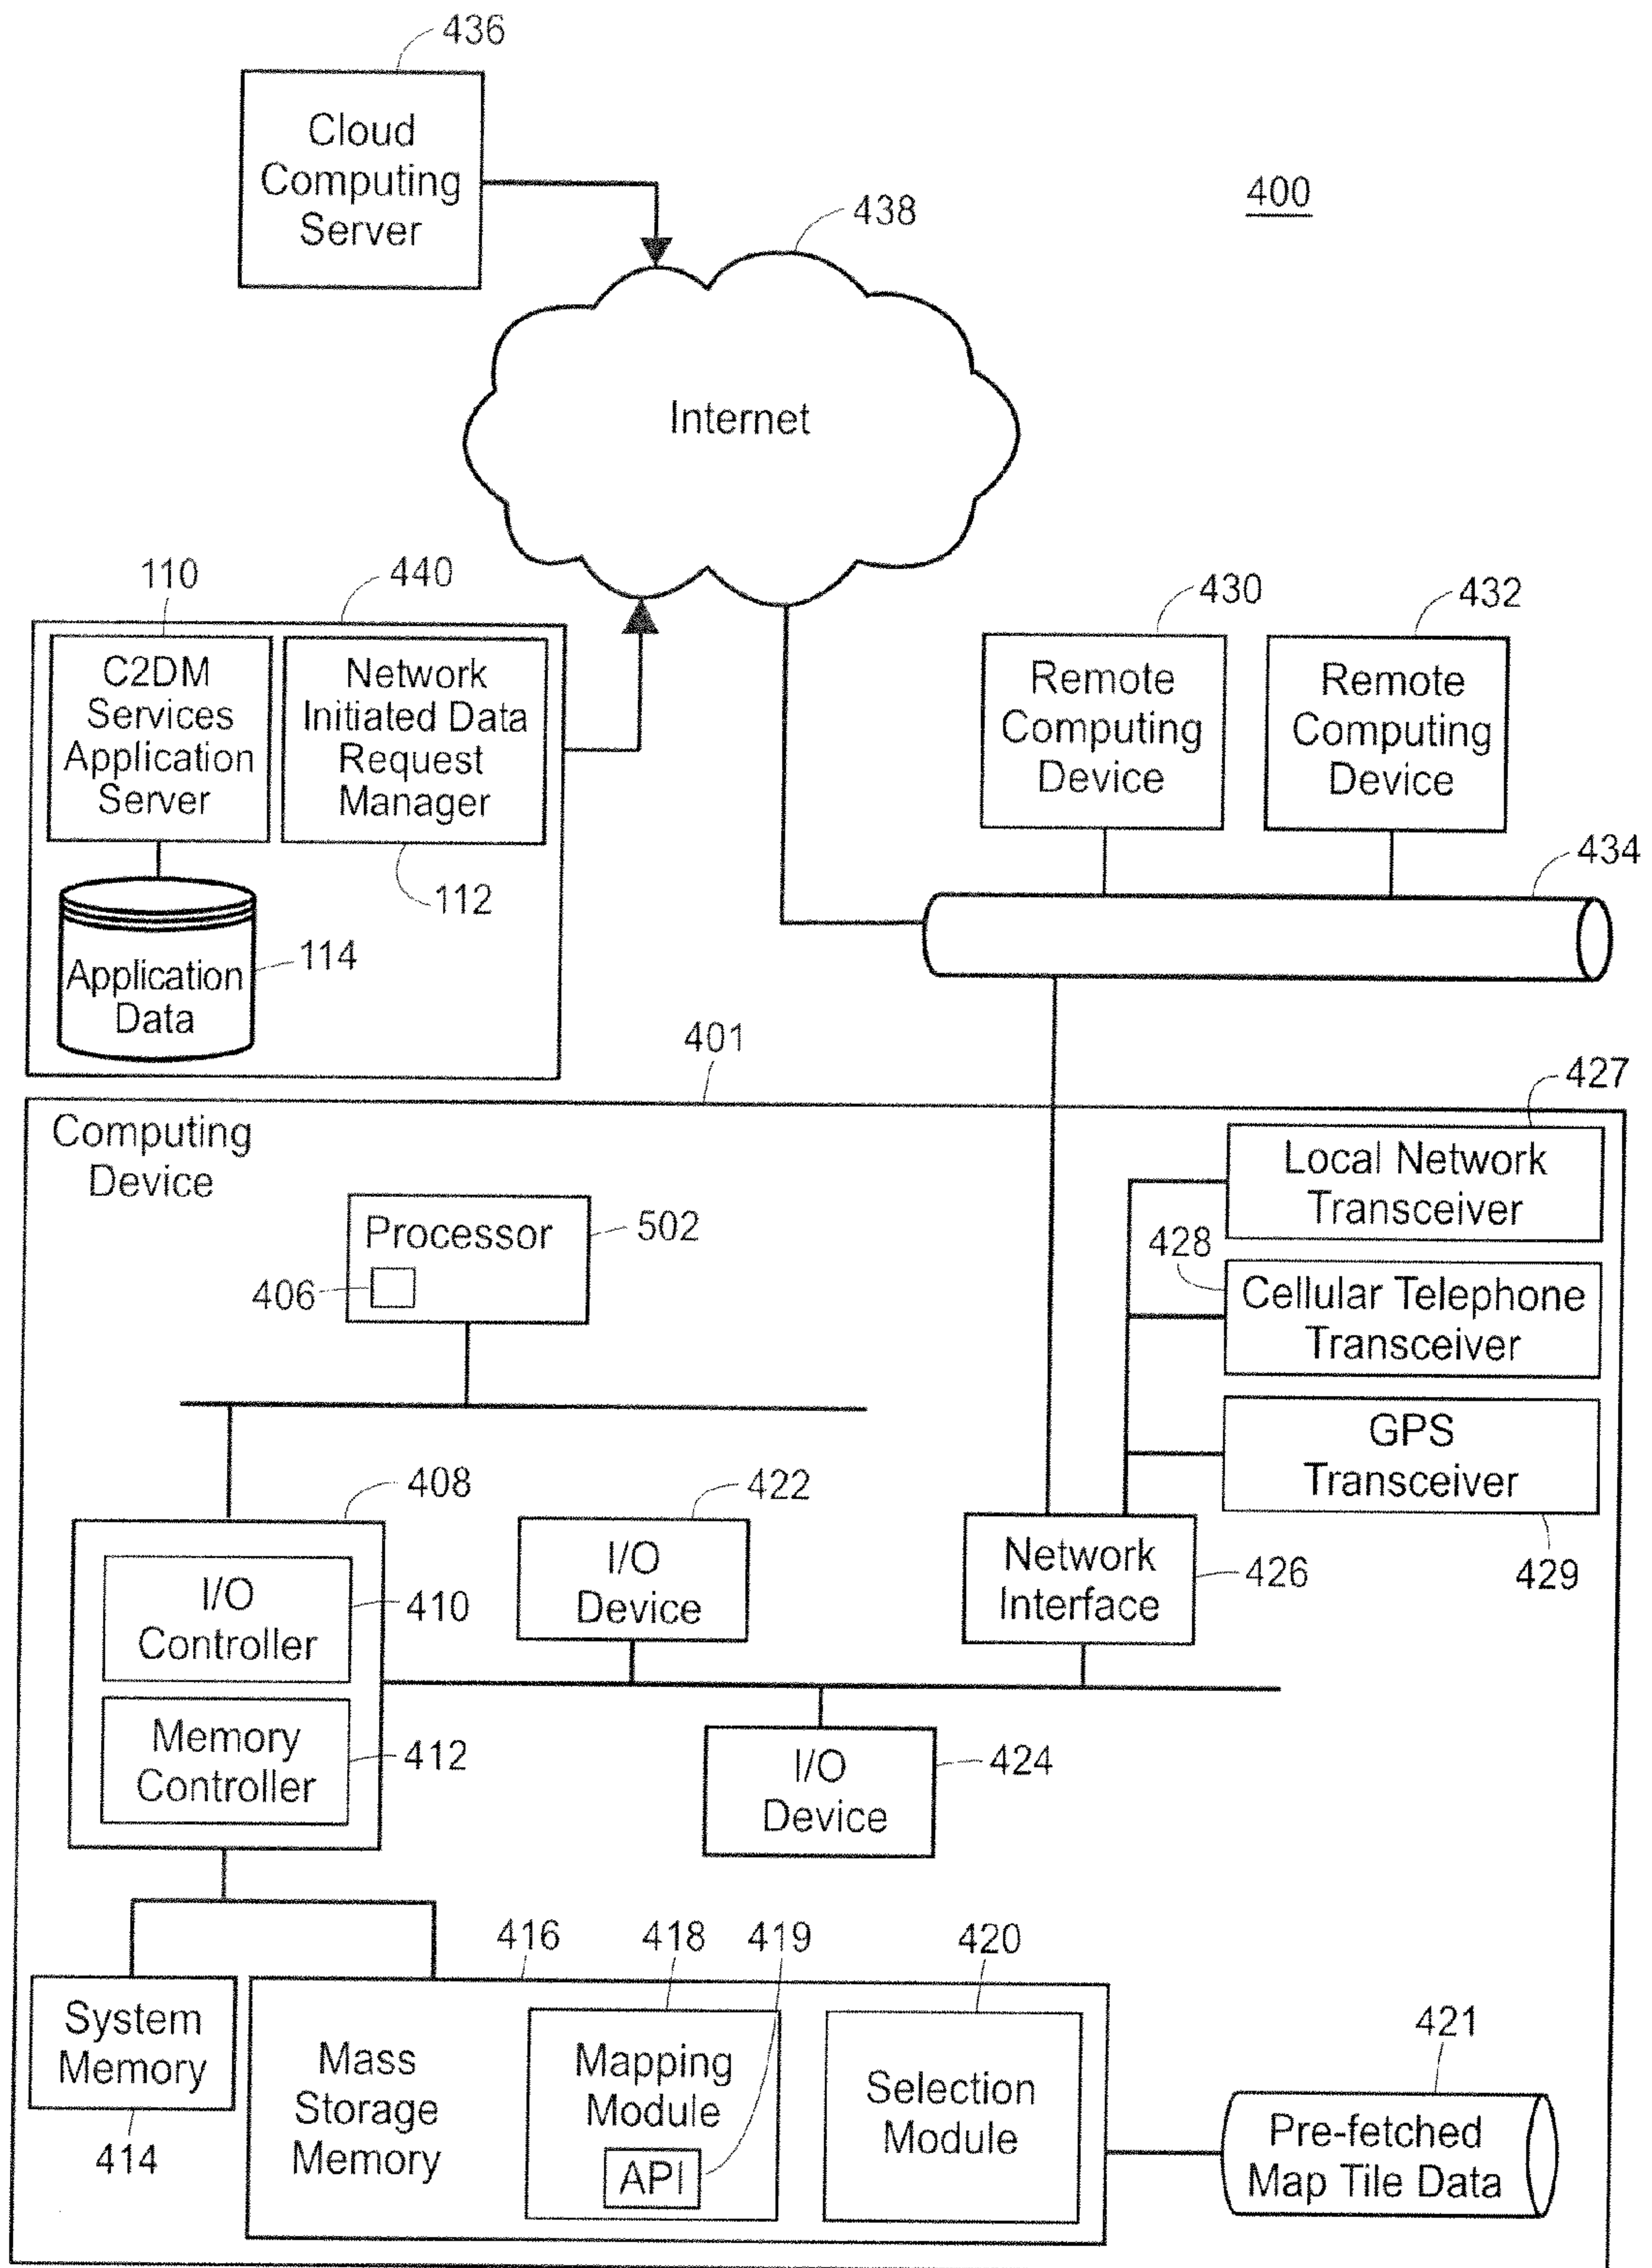 436
Cloud
Computing
Server
400
438
Internet
110
440
C2DM
Services
Application
Server
Network
Initiated Data
Request
Manager
112
Application
Data
114
430
432
Remote
Computing
Device
Remote
Computing
Device
434
401
Computing
Device
427
Local Network
Transceiver
Processor
502
406
428
Cellular Telephone
Transceiver
GPS
Transceiver
429
408
422
I/O
Controller
410
I/O
Device
Network
Interface
426
Memory
Controller
412
I/O
Device
424
416
418
419
420
System
Memory
414
Mass
Storage
Memory
Mapping
Module
API
Selection
Module
421
Pre-fetched
Map Tile Data